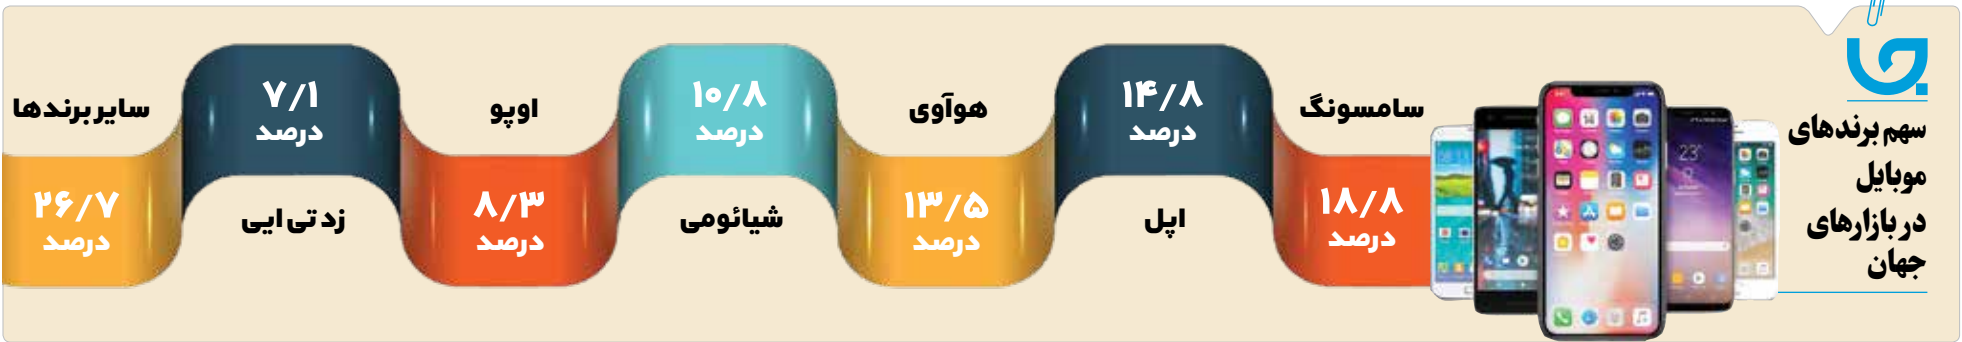 سهم برندهای
موبایل
در بازارهای
جهان
سامسونگ
۱۸/۸
درصد
۱۴/۸
درصد
اپل
هوآوی
۱۳/۵
درصد
۱۰/۸
درصد
شیائومی
اوپو
۸/۳
درصد
۷/۱
درصد
زد تی ایی
سایر برندها
۲۶/۷
درصد